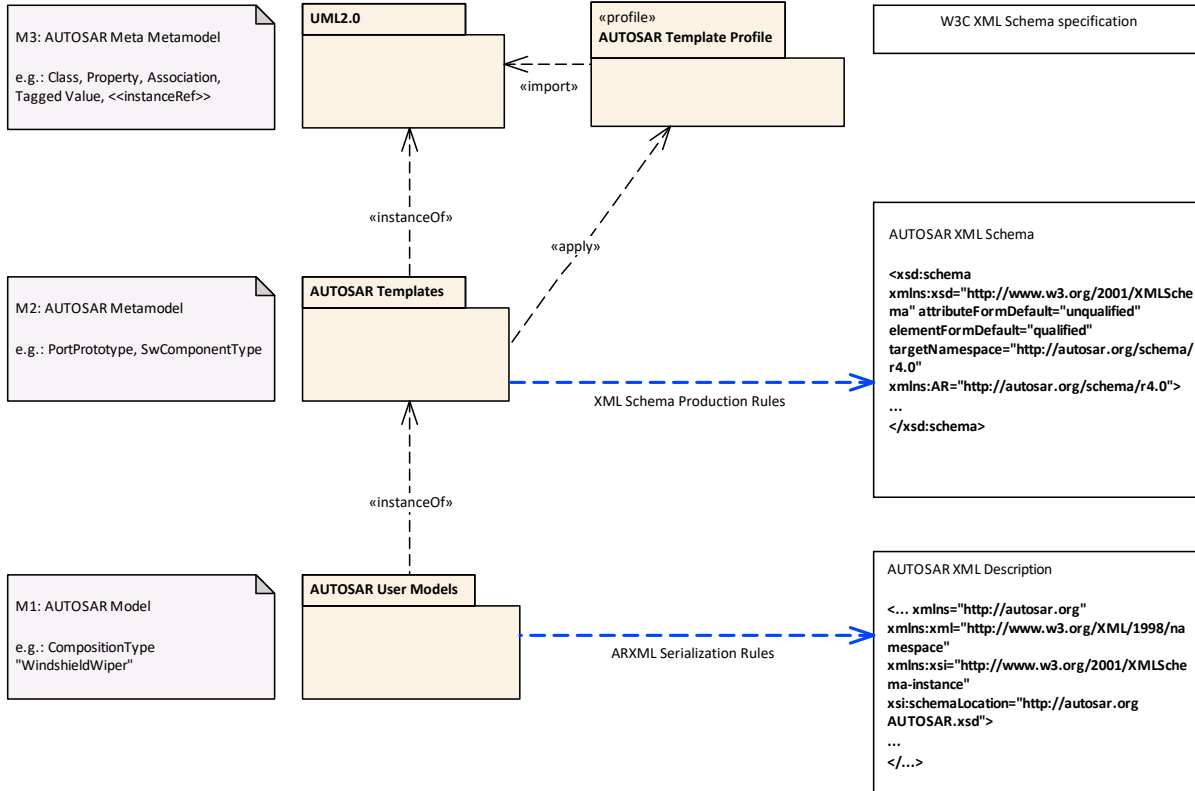 M3: AUTOSAR Meta Metamodel
e.g.: Class, Property, Association,
Tagged Value, <<instanceRef>>
UML2.0
«profile»
AUTOSAR Template Profile
«import»
W3C XML Schema specification
«instanceOf»
«apply»
M2: AUTOSAR Metamodel
e.g.: PortPrototype, SwComponentType
AUTOSAR Templates
XML Schema Production Rules
AUTOSAR XML Schema
<xsd:schema
xmlns:xsd="http://www.w3.org/2001/XMLSche
ma" attributeFormDefault="unqualified"
elementFormDefault="qualified"
targetNamespace="http://autosar.org/schema/
r4.0"
xmlns:AR="http://autosar.org/schema/r4.0">
...
</xsd:schema>
«instanceOf»
M1: AUTOSAR Model
e.g.: CompositionType
"WindshieldWiper"
AUTOSAR User Models
ARXML Serialization Rules
AUTOSAR XML Description
<... xmlns="http://autosar.org"
xmlns:xml="http://www.w3.org/XML/1998/na
mespace"
xmlns:xsi="http://www.w3.org/2001/XMLSche
ma-instance"
xsi:schemaLocation="http://autosar.org
AUTOSAR.xsd">
...
</...>